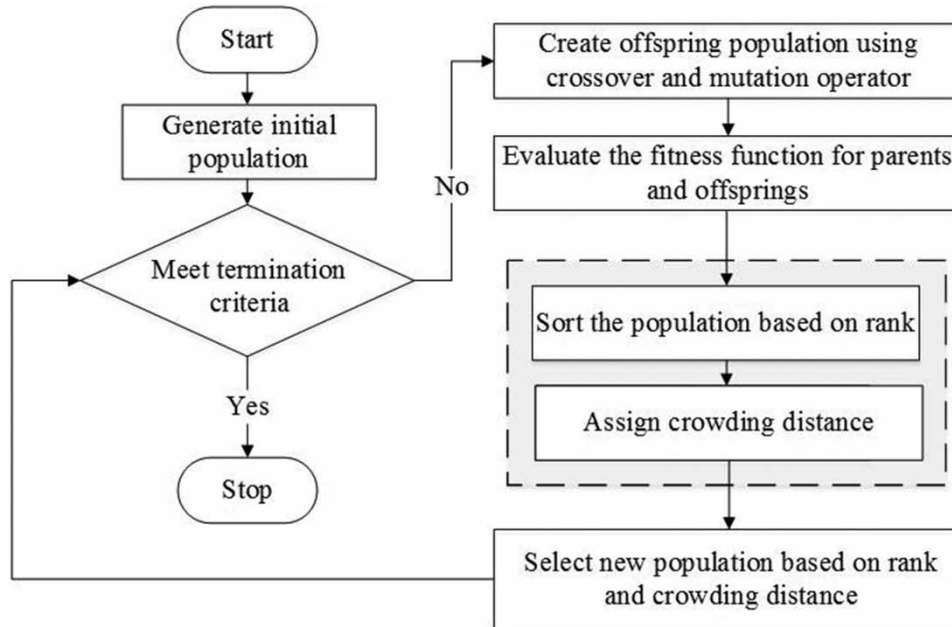 Start
Generate initial
population
Meet termination
criteria
No
Yes
Stop
Create offspring population using
crossover and mutation operator
Evaluate the fitness function for parents
and offsprings
Sort the population based on rank
Assign crowding distance
Select new population based on rank
and crowding distance